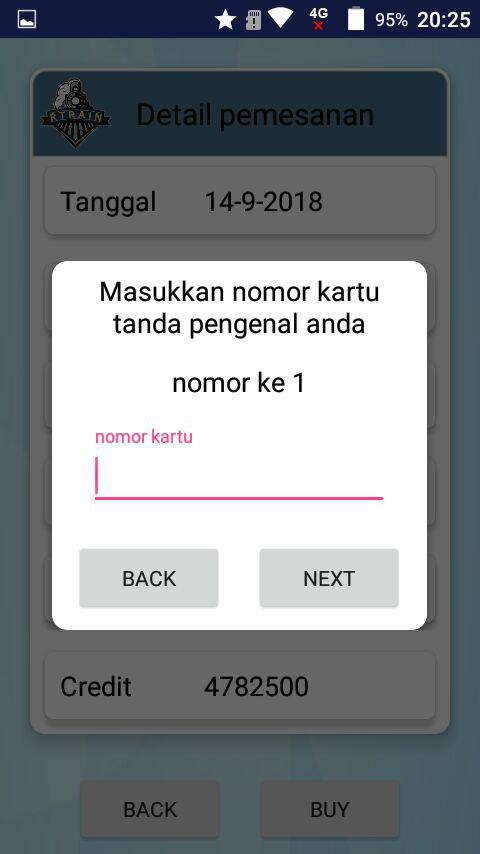 4G
95% 20:25
RTRAIN
Detail pemesanan
Tanggal 14-9-2018
Masukkan nomor kartu
tanda pengenal anda
nomor ke 1
nomor kartu
BACK NEXT
Credit 4782500
BACK BUY